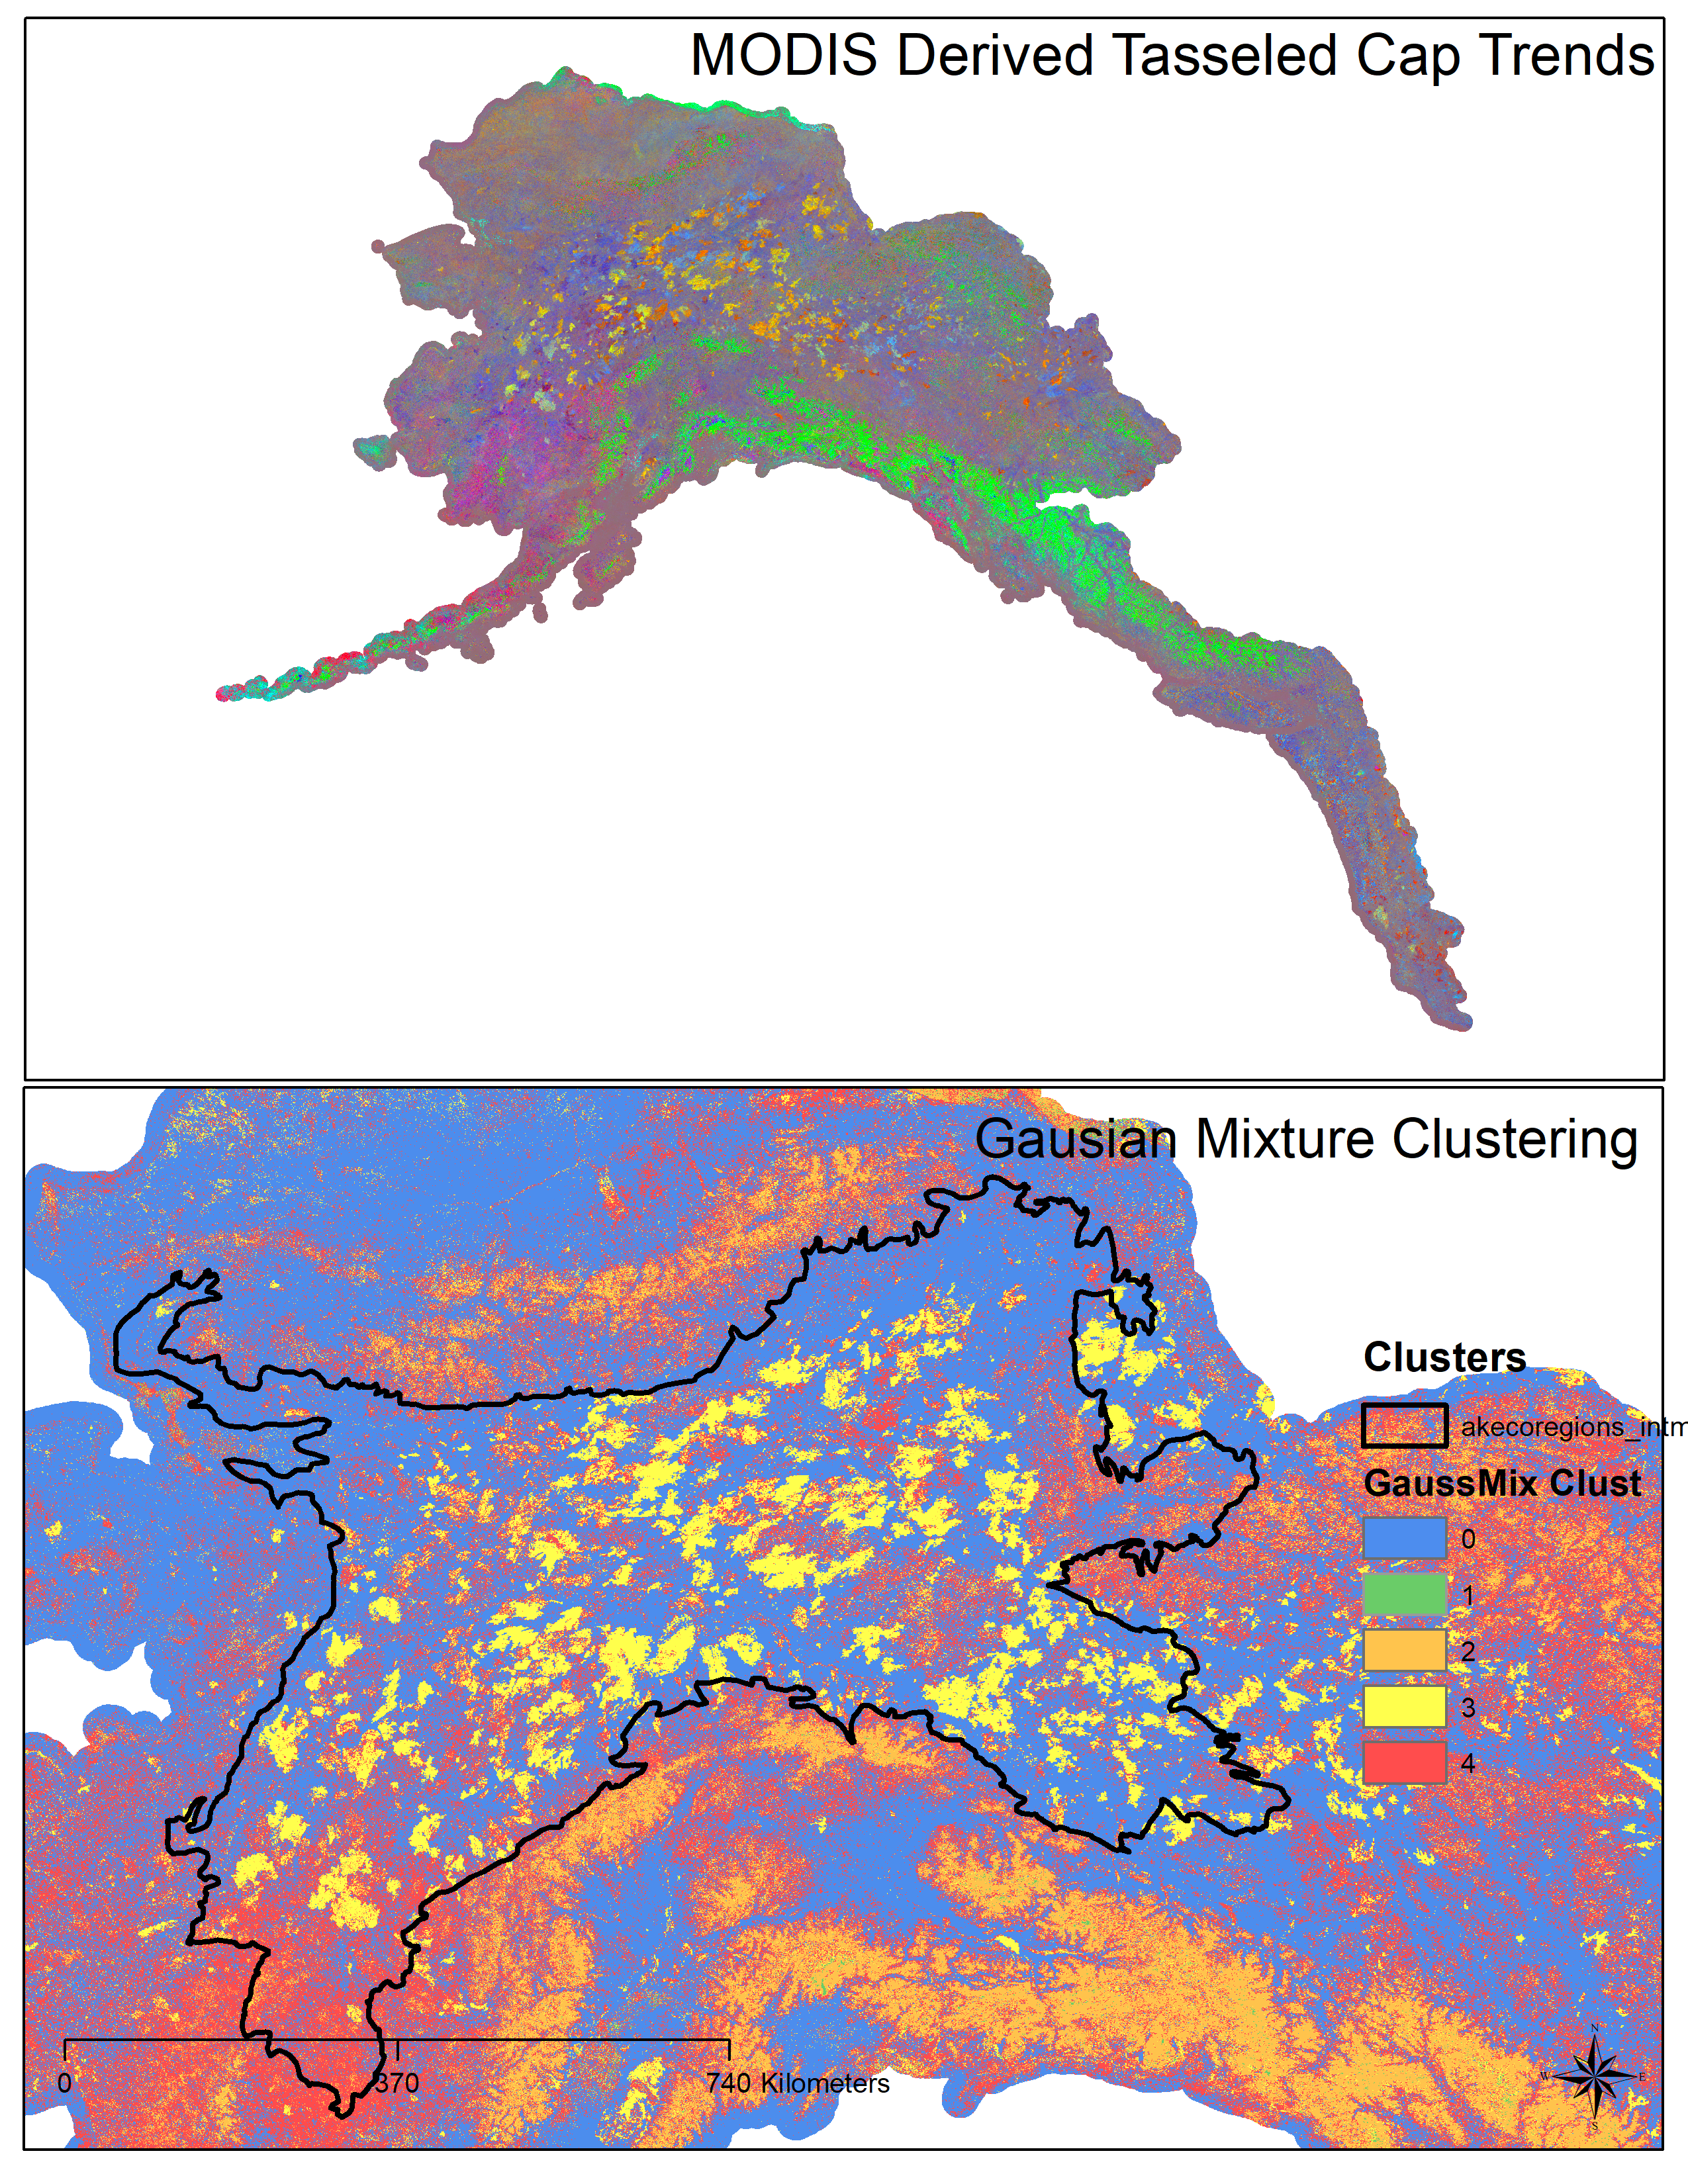 MODIS Derived Tasseled Cap Trends
Gausian Mixture Clustering
Clusters
akecoregions_intm
GaussMix Clust
0
1
2
3
4
0 370 740 Kilometers
N
W E
S